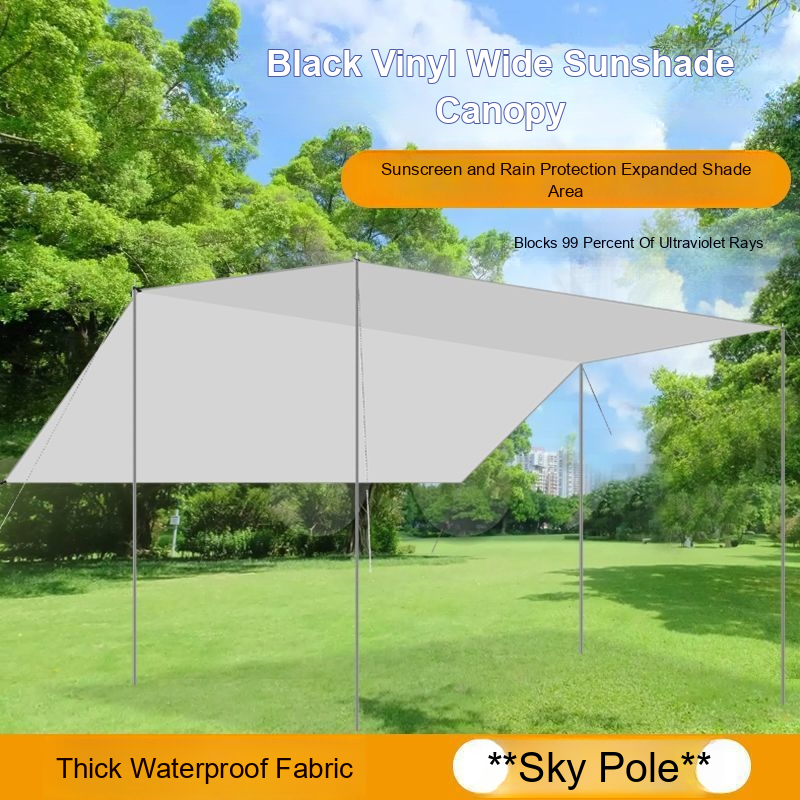 Black Vinyl Wide Sunshade
Canopy
Sunscreen and Rain Protection Expanded Shade
Area
Blocks 99 Percent Of Ultraviolet Rays
Thick Waterproof Fabric
**Sky Pole**